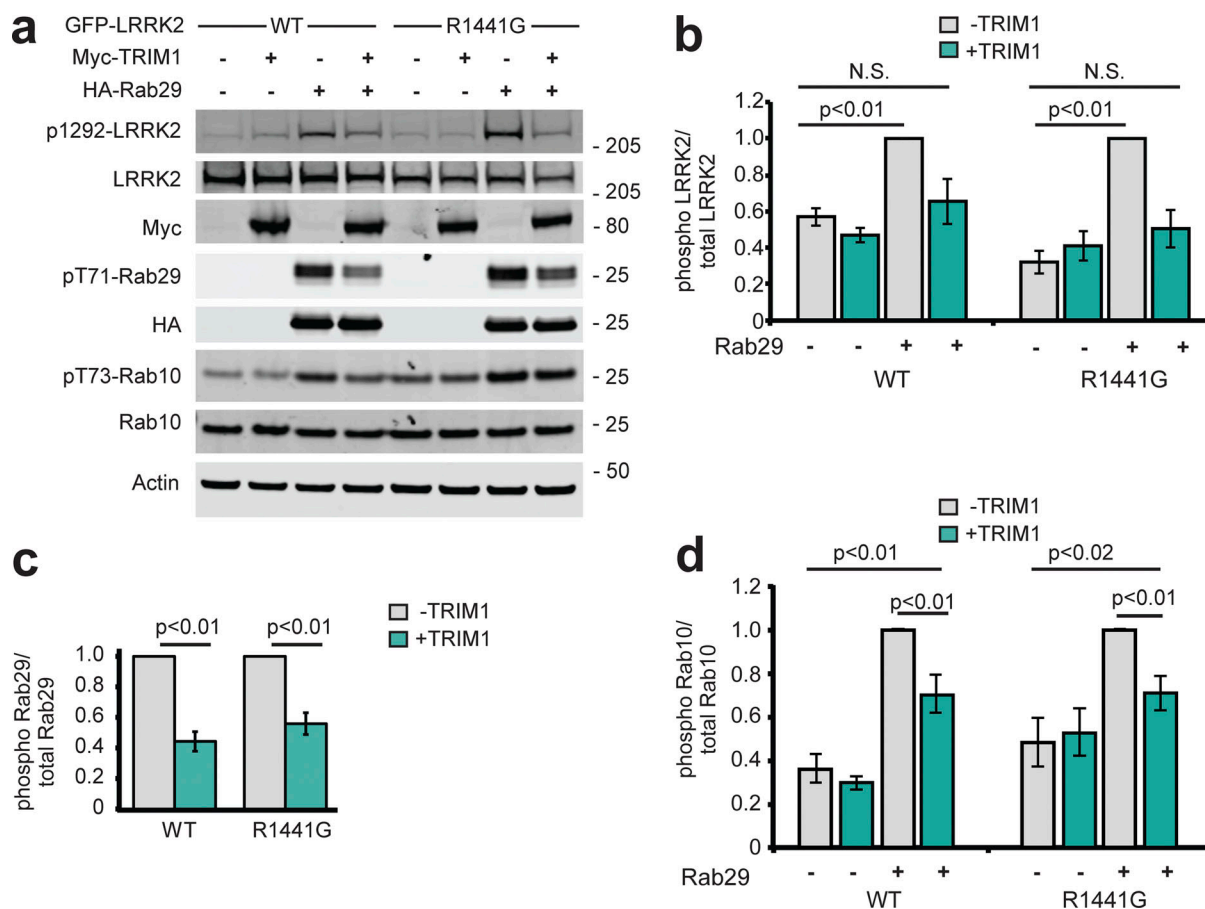 a
GFP-LRRK2 WT R1441G
Myc-TRIM1 - + - + - + - +
HA-Rab29 - - + + - - + +
p1292-LRRK2 - 205
LRRK2 - 205
Myc - 80
pT71-Rab29 - 25
HA - 25
pT73-Rab10 - 25
Rab10 - 25
- 50
Actin
b
-TRIM1
+TRIM1
N.S. N.S.
p<0.01 p<0.01
phospho LRRK2/
total LRRK2
1.2
1.0
0.8
0.6
0.4
0.2
0
Rab29 - - + + - - + +
WT R1441G
c
-TRIM1
+TRIM1
p<0.01 p<0.01
phospho Rab29/
total Rab29
1.0
0.8
0.6
0.4
0.2
0
WT R1441G
d
-TRIM1
+TRIM1
p<0.01 p<0.02
p<0.01 p<0.01
phospho Rab10/
total Rab10
1.2
1.0
0.8
0.6
0.4
0.2
0
Rab29 - - + + - - + +
WT R1441G